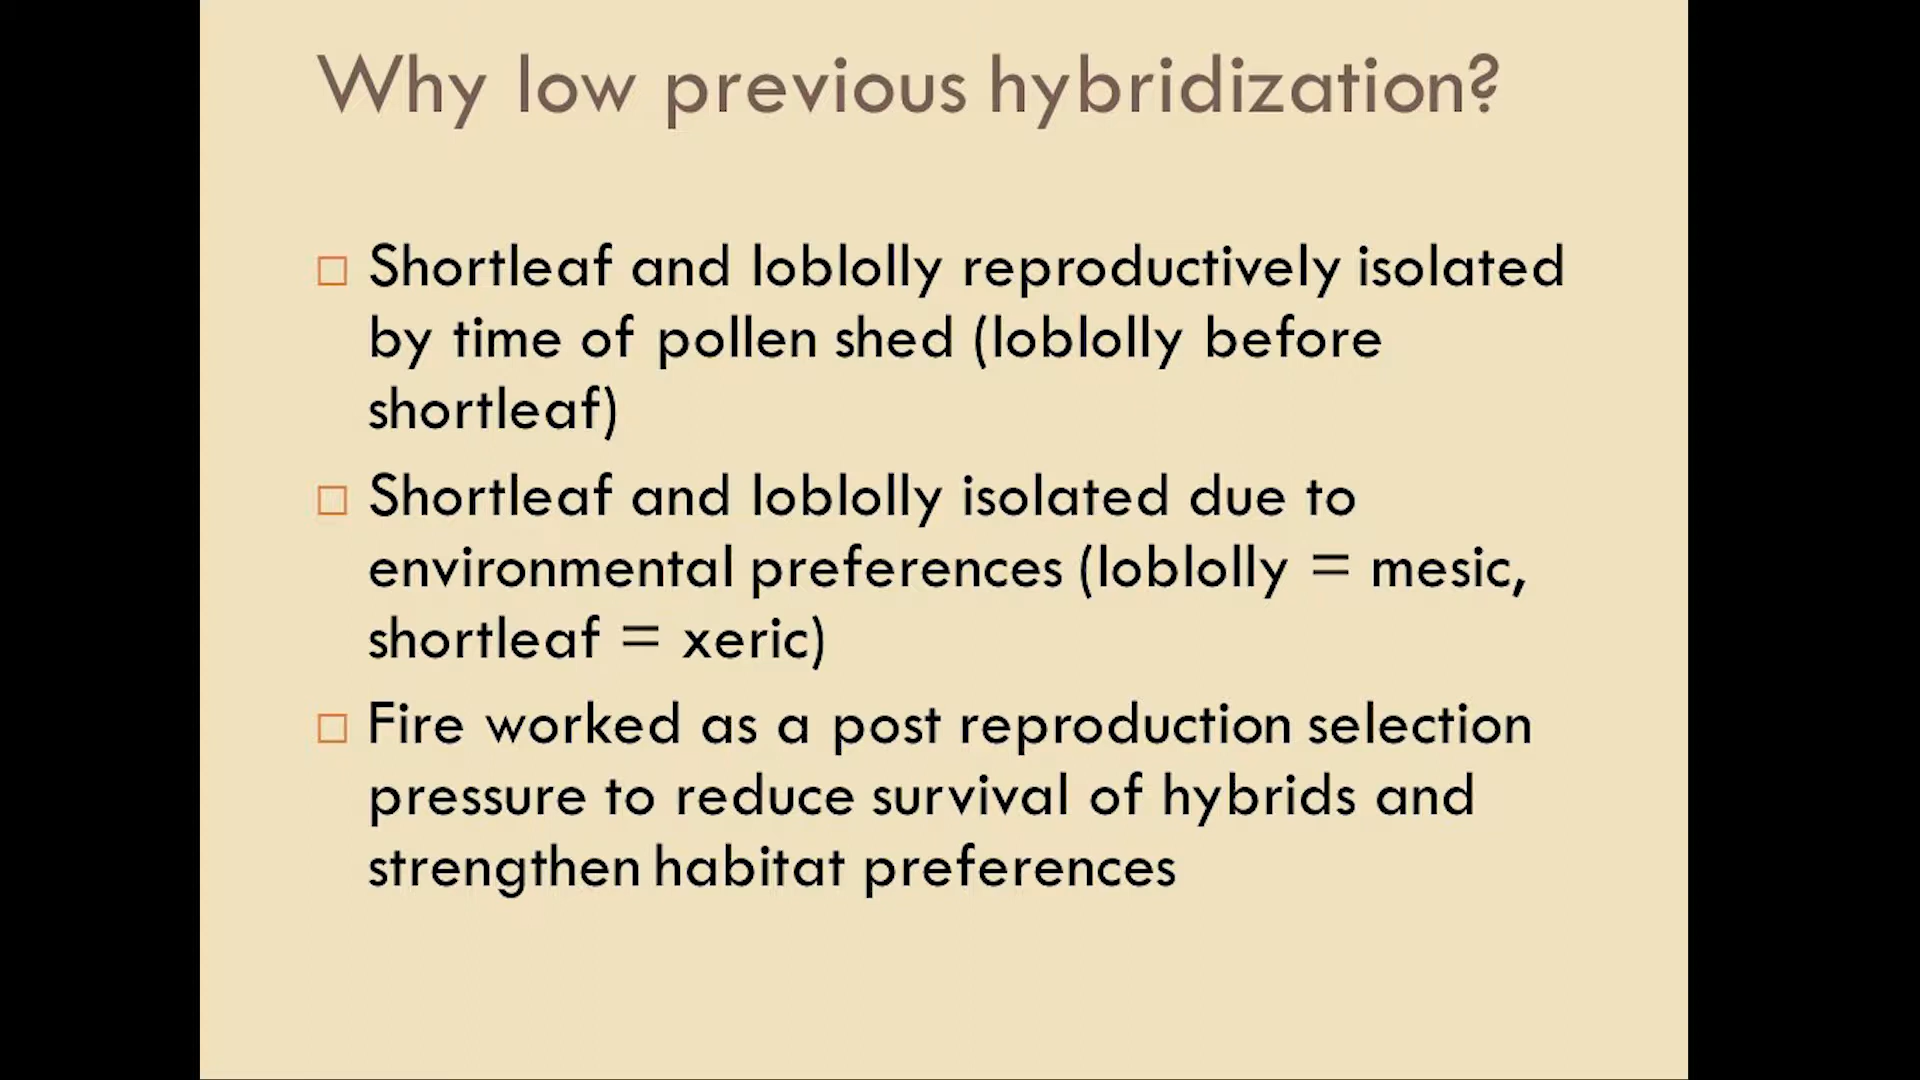 Why low previous hybridization?
Shortleaf and loblolly reproductively isolated
by time of pollen shed (loblolly before
shortleaf)
Shortleaf and loblolly isolated due to
environmental preferences (loblolly = mesic,
shortleaf = xeric)
Fire worked as a post reproduction selection
pressure to reduce survival of hybrids and
strengthen habitat preferences